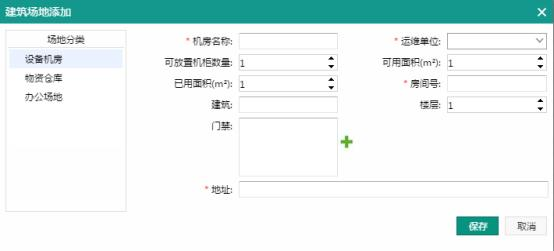 建筑场地添加
场地分类
设备机房
物资仓库
办公场地
* 机房名称:
* 运维单位:
可放置机柜数量: 1
可用面积(m²): 1
已用面积(m²): 1
* 房间号:
建筑:
楼层: 1
门禁:
* 地址:
保存 取消